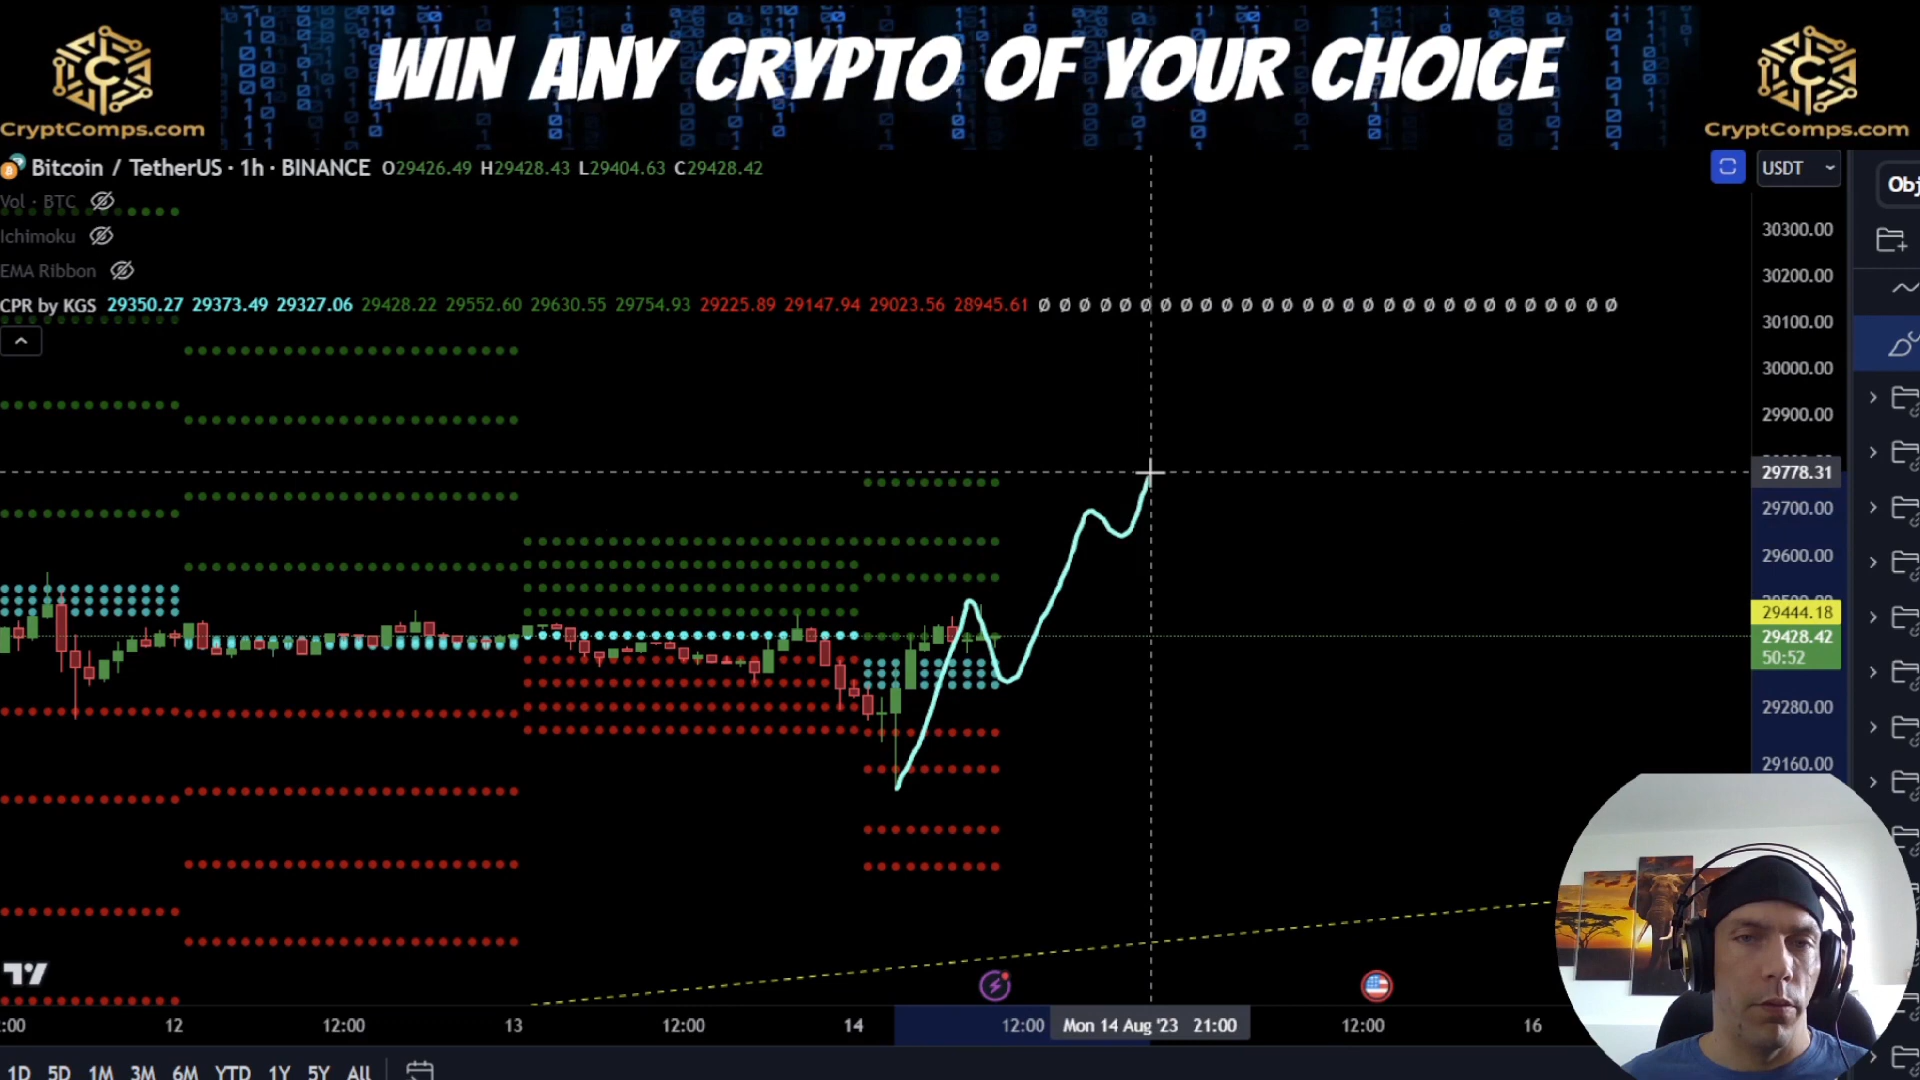 WIN ANY CRYPTO OF YOUR CHOICE
CryptComps.com
CryptComps.com
Bitcoin / TetherUS · 1h · BINANCE O29426.49 H29428.43 L29404.63 C29428.42
USDT
Obj
Vol · BTC
Ichimoku
EMA Ribbon
CPR by KGS 29350.27 29373.49 29327.06 29428.22 29552.60 29630.55 29754.93 29225.89 29147.94 29023.56 28945.61 Ø Ø Ø Ø Ø Ø Ø Ø Ø Ø Ø Ø Ø Ø Ø Ø Ø Ø Ø Ø Ø Ø Ø Ø Ø Ø Ø Ø Ø
30300.00
30200.00
30100.00
30000.00
29900.00
29778.31
29700.00
29600.00
29444.18
29428.42
50:52
29280.00
29160.00
:00 12 12:00 13 12:00 14 12:00 Mon 14 Aug '23 21:00 12:00 16
1D 5D 1M 3M 6M YTD 1Y 5Y All